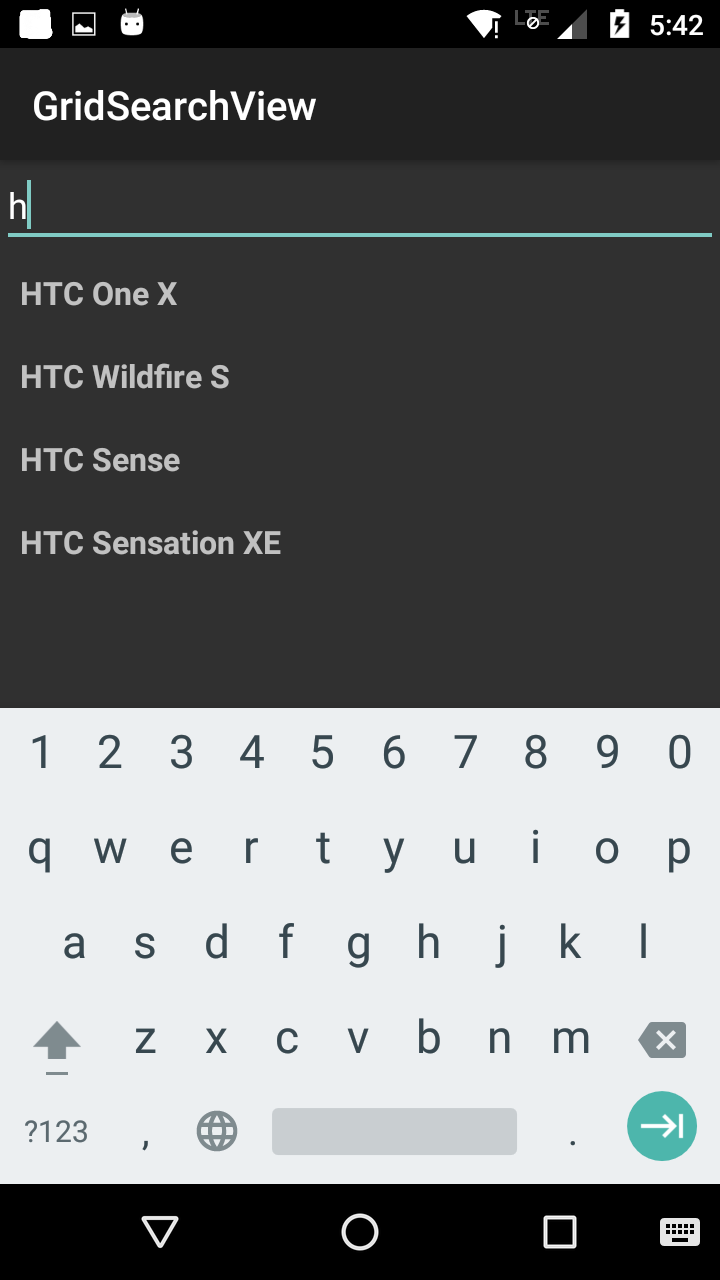 LTE 5:42
GridSearchView
h
HTC One X
HTC Wildfire S
HTC Sense
HTC Sensation XE
1 2 3 4 5 6 7 8 9 0
q w e r t y u i o p
a s d f g h j k l
z x c v b n m
?123 , .